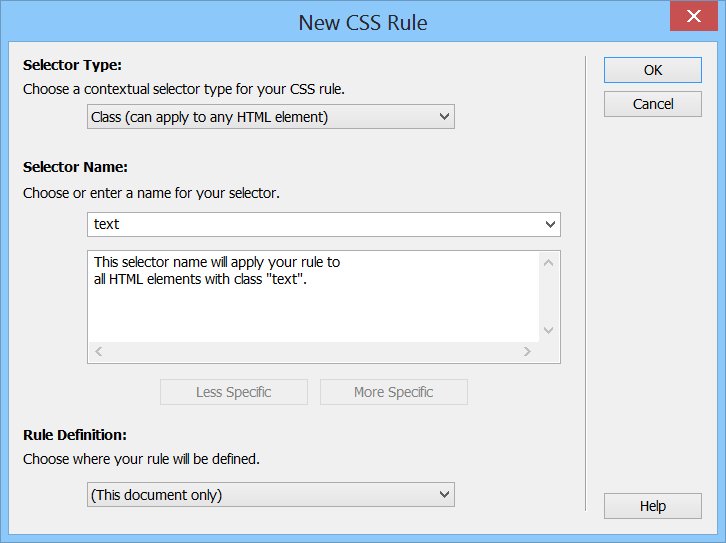 New CSS Rule
Selector Type:
Choose a contextual selector type for your CSS rule.
Class (can apply to any HTML element)
Selector Name:
Choose or enter a name for your selector.
text
This selector name will apply your rule to
all HTML elements with class "text".
Less Specific
More Specific
Rule Definition:
Choose where your rule will be defined.
(This document only)
OK
Cancel
Help